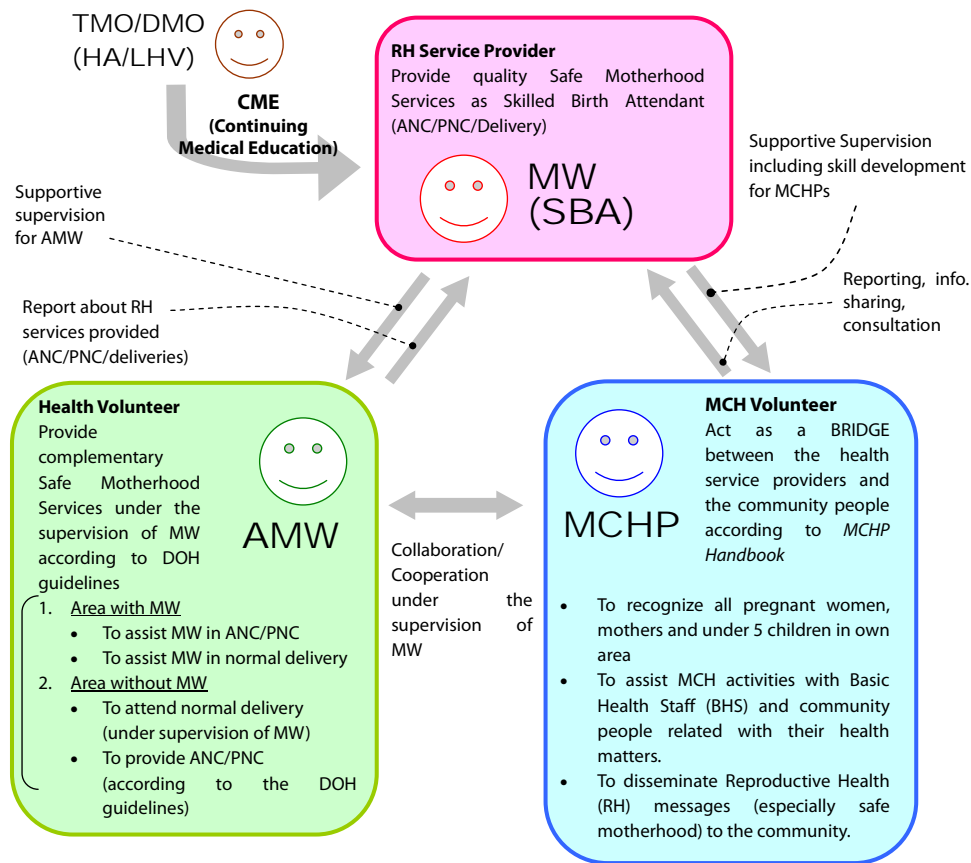 TMO/DMO
(HA/LHV)
CME
(Continuing
Medical Education)
RH Service Provider
Provide quality Safe Motherhood
Services as Skilled Birth Attendant
(ANC/PNC/Delivery)
MW
(SBA)
Supportive
supervision
for AMW
Report about RH
services provided
(ANC/PNC/deliveries)
Supportive Supervision
including skill development
for MCHPs
Reporting, info.
sharing,
consultation
Health Volunteer
Provide
complementary
Safe Motherhood
Services under the
supervision of MW
according to DOH
guidelines
AMW
1. Area with MW
• To assist MW in ANC/PNC
• To assist MW in normal delivery
2. Area without MW
• To attend normal delivery
(under supervision of MW)
• To provide ANC/PNC
(according to the DOH
guidelines)
Collaboration/
Cooperation
under the
supervision of
MW
MCHP
MCH Volunteer
Act as a BRIDGE
between the health
service providers and
the community people
according to MCHP
Handbook
• To recognize all pregnant women,
mothers and under 5 children in own
area
• To assist MCH activities with Basic
Health Staff (BHS) and community
people related with their health
matters.
• To disseminate Reproductive Health
(RH) messages (especially safe
motherhood) to the community.